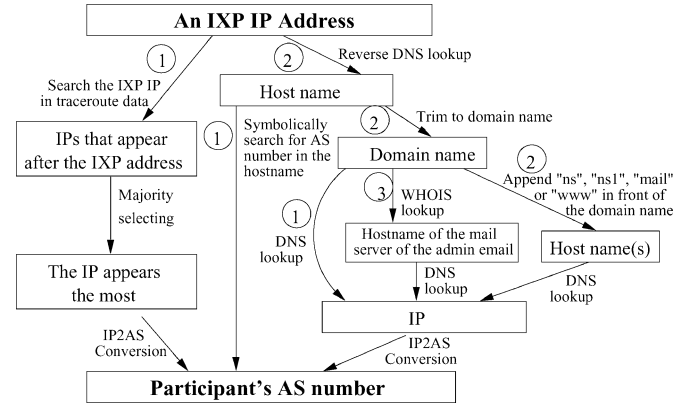 An IXP IP Address
1
2
Reverse DNS lookup
Search the IXP IP
in traceroute data
Host name
1
Symbolically
search for AS
number in the
hostname
2
Trim to domain name
IPs that appear
after the IXP address
Domain name
2
Append "ns", "ns1", "mail"
or "www" in front of
the domain name
3
WHOIS
lookup
1
DNS
lookup
Majority
selecting
Hostname of the mail
server of the admin email
Host name(s)
The IP appears
the most
DNS
lookup
DNS
lookup
IP
IP2AS
Conversion
IP2AS
Conversion
Participant's AS number